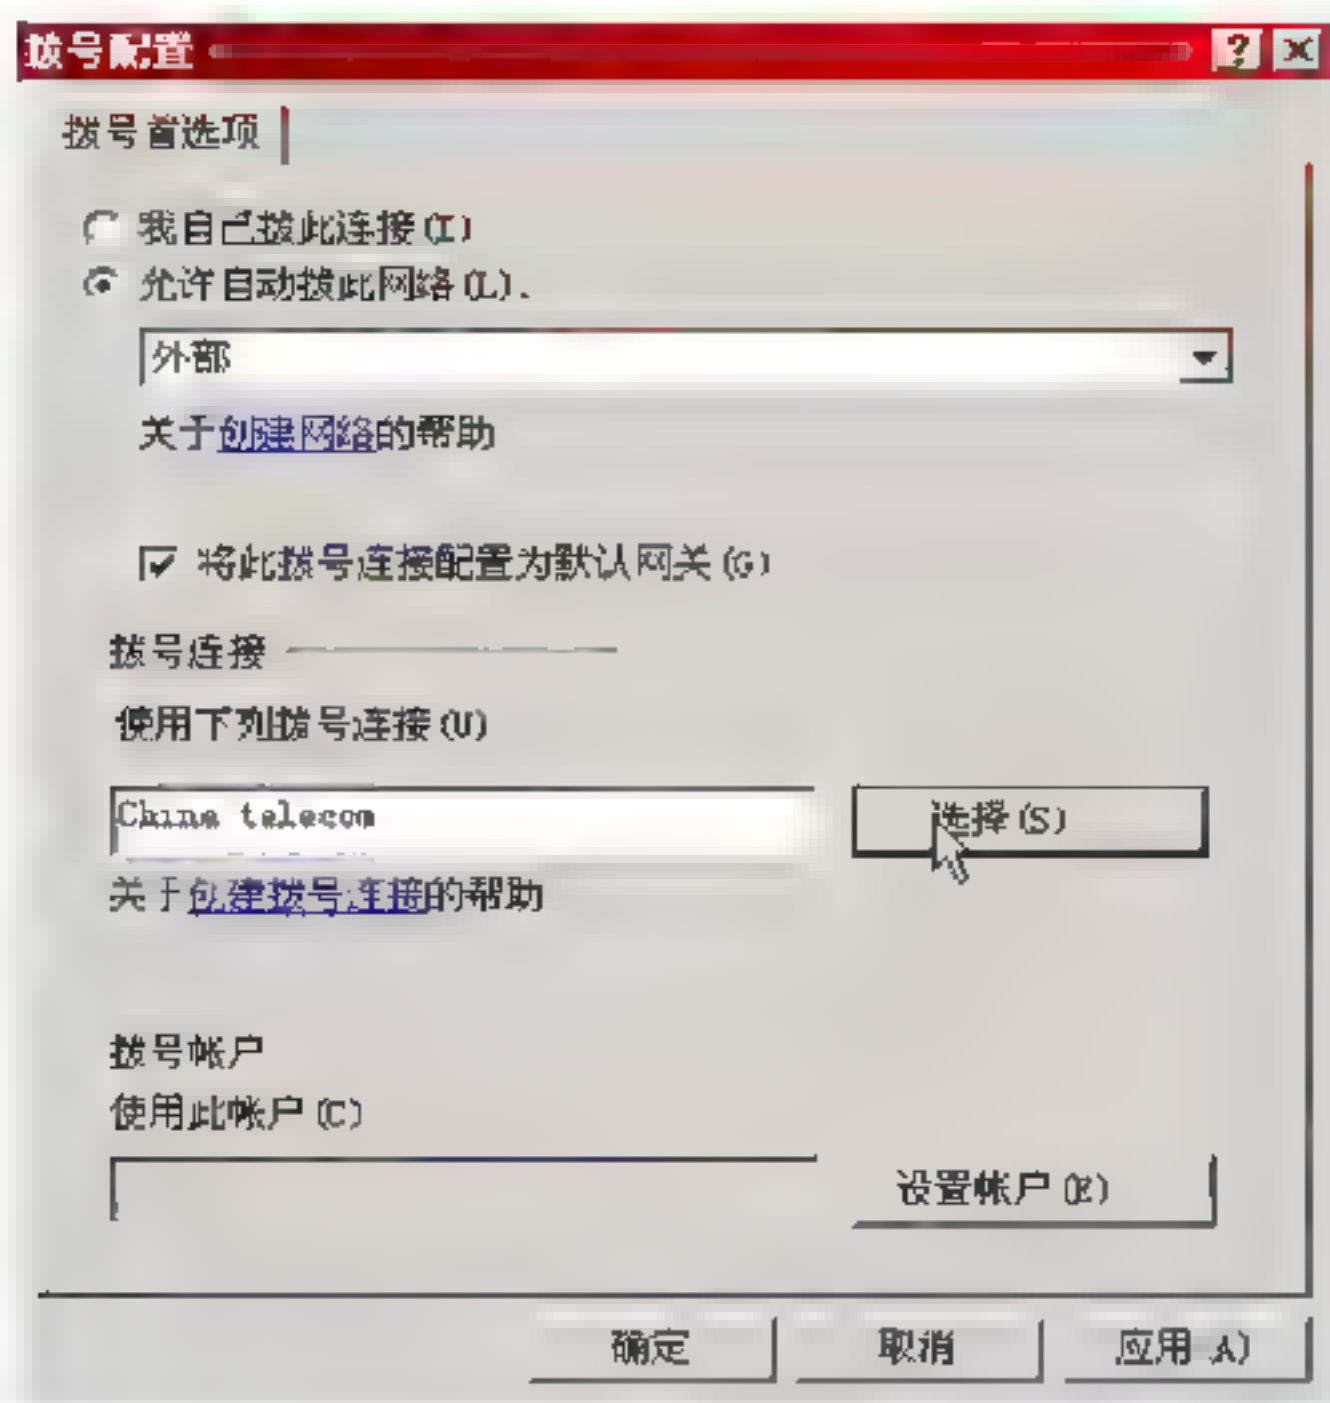 拨号配置
拨号首选项
我自己拨此连接(I)
允许自动拨此网络(L).
外部
关于创建网络的帮助
将此拨号连接配置为默认网关(G)
拨号连接
使用下列拨号连接(U)
China telecom
选择(S)
关于创建拨号连接的帮助
拨号帐户
使用此帐户(C)
设置帐户(E)
确定 取消 应用(A)